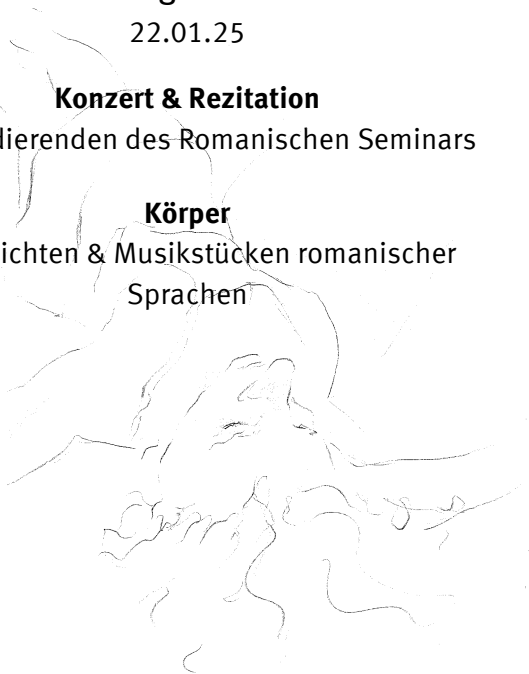 22.01.25
Konzert & Rezitation
dierenden des Romanischen Seminars
Körper
ichten & Musikstücken romanischer
Sprachen